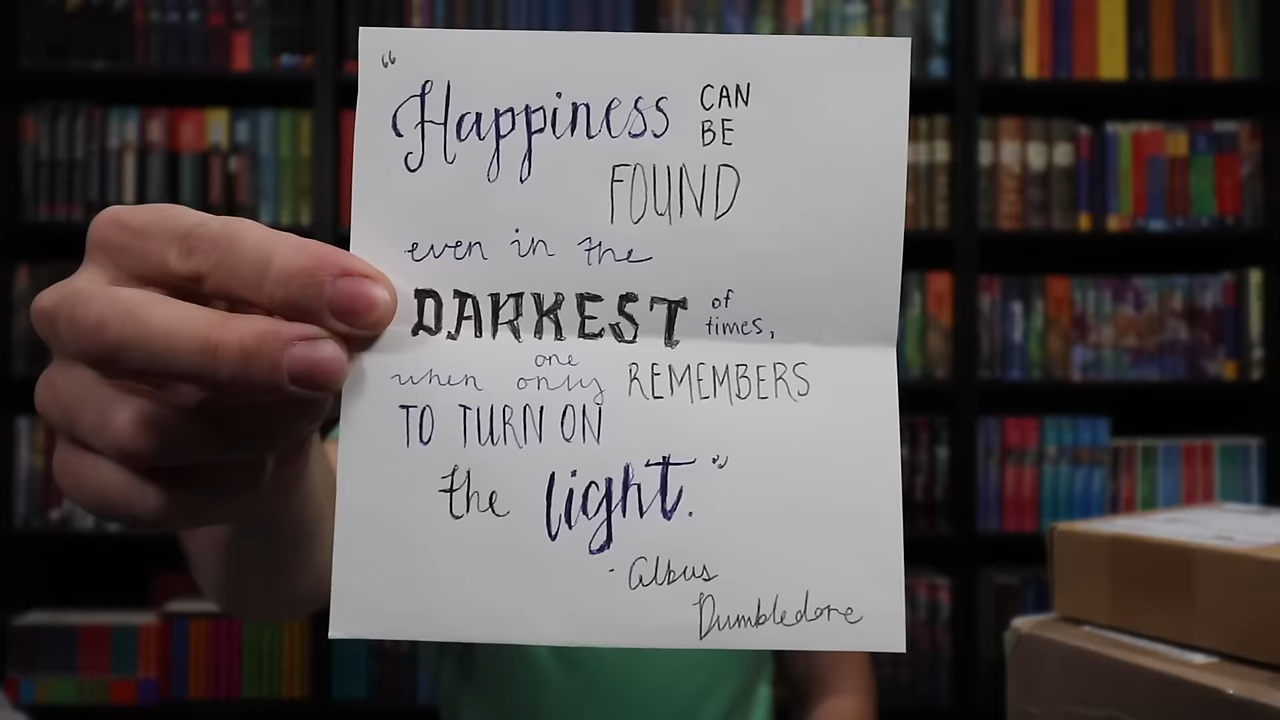 “
Happiness CAN
BE
FOUND
even in the
DARKEST of
times,
one
when only REMEMBERS
TO TURN ON
the light.”
- Albus
Dumbledore